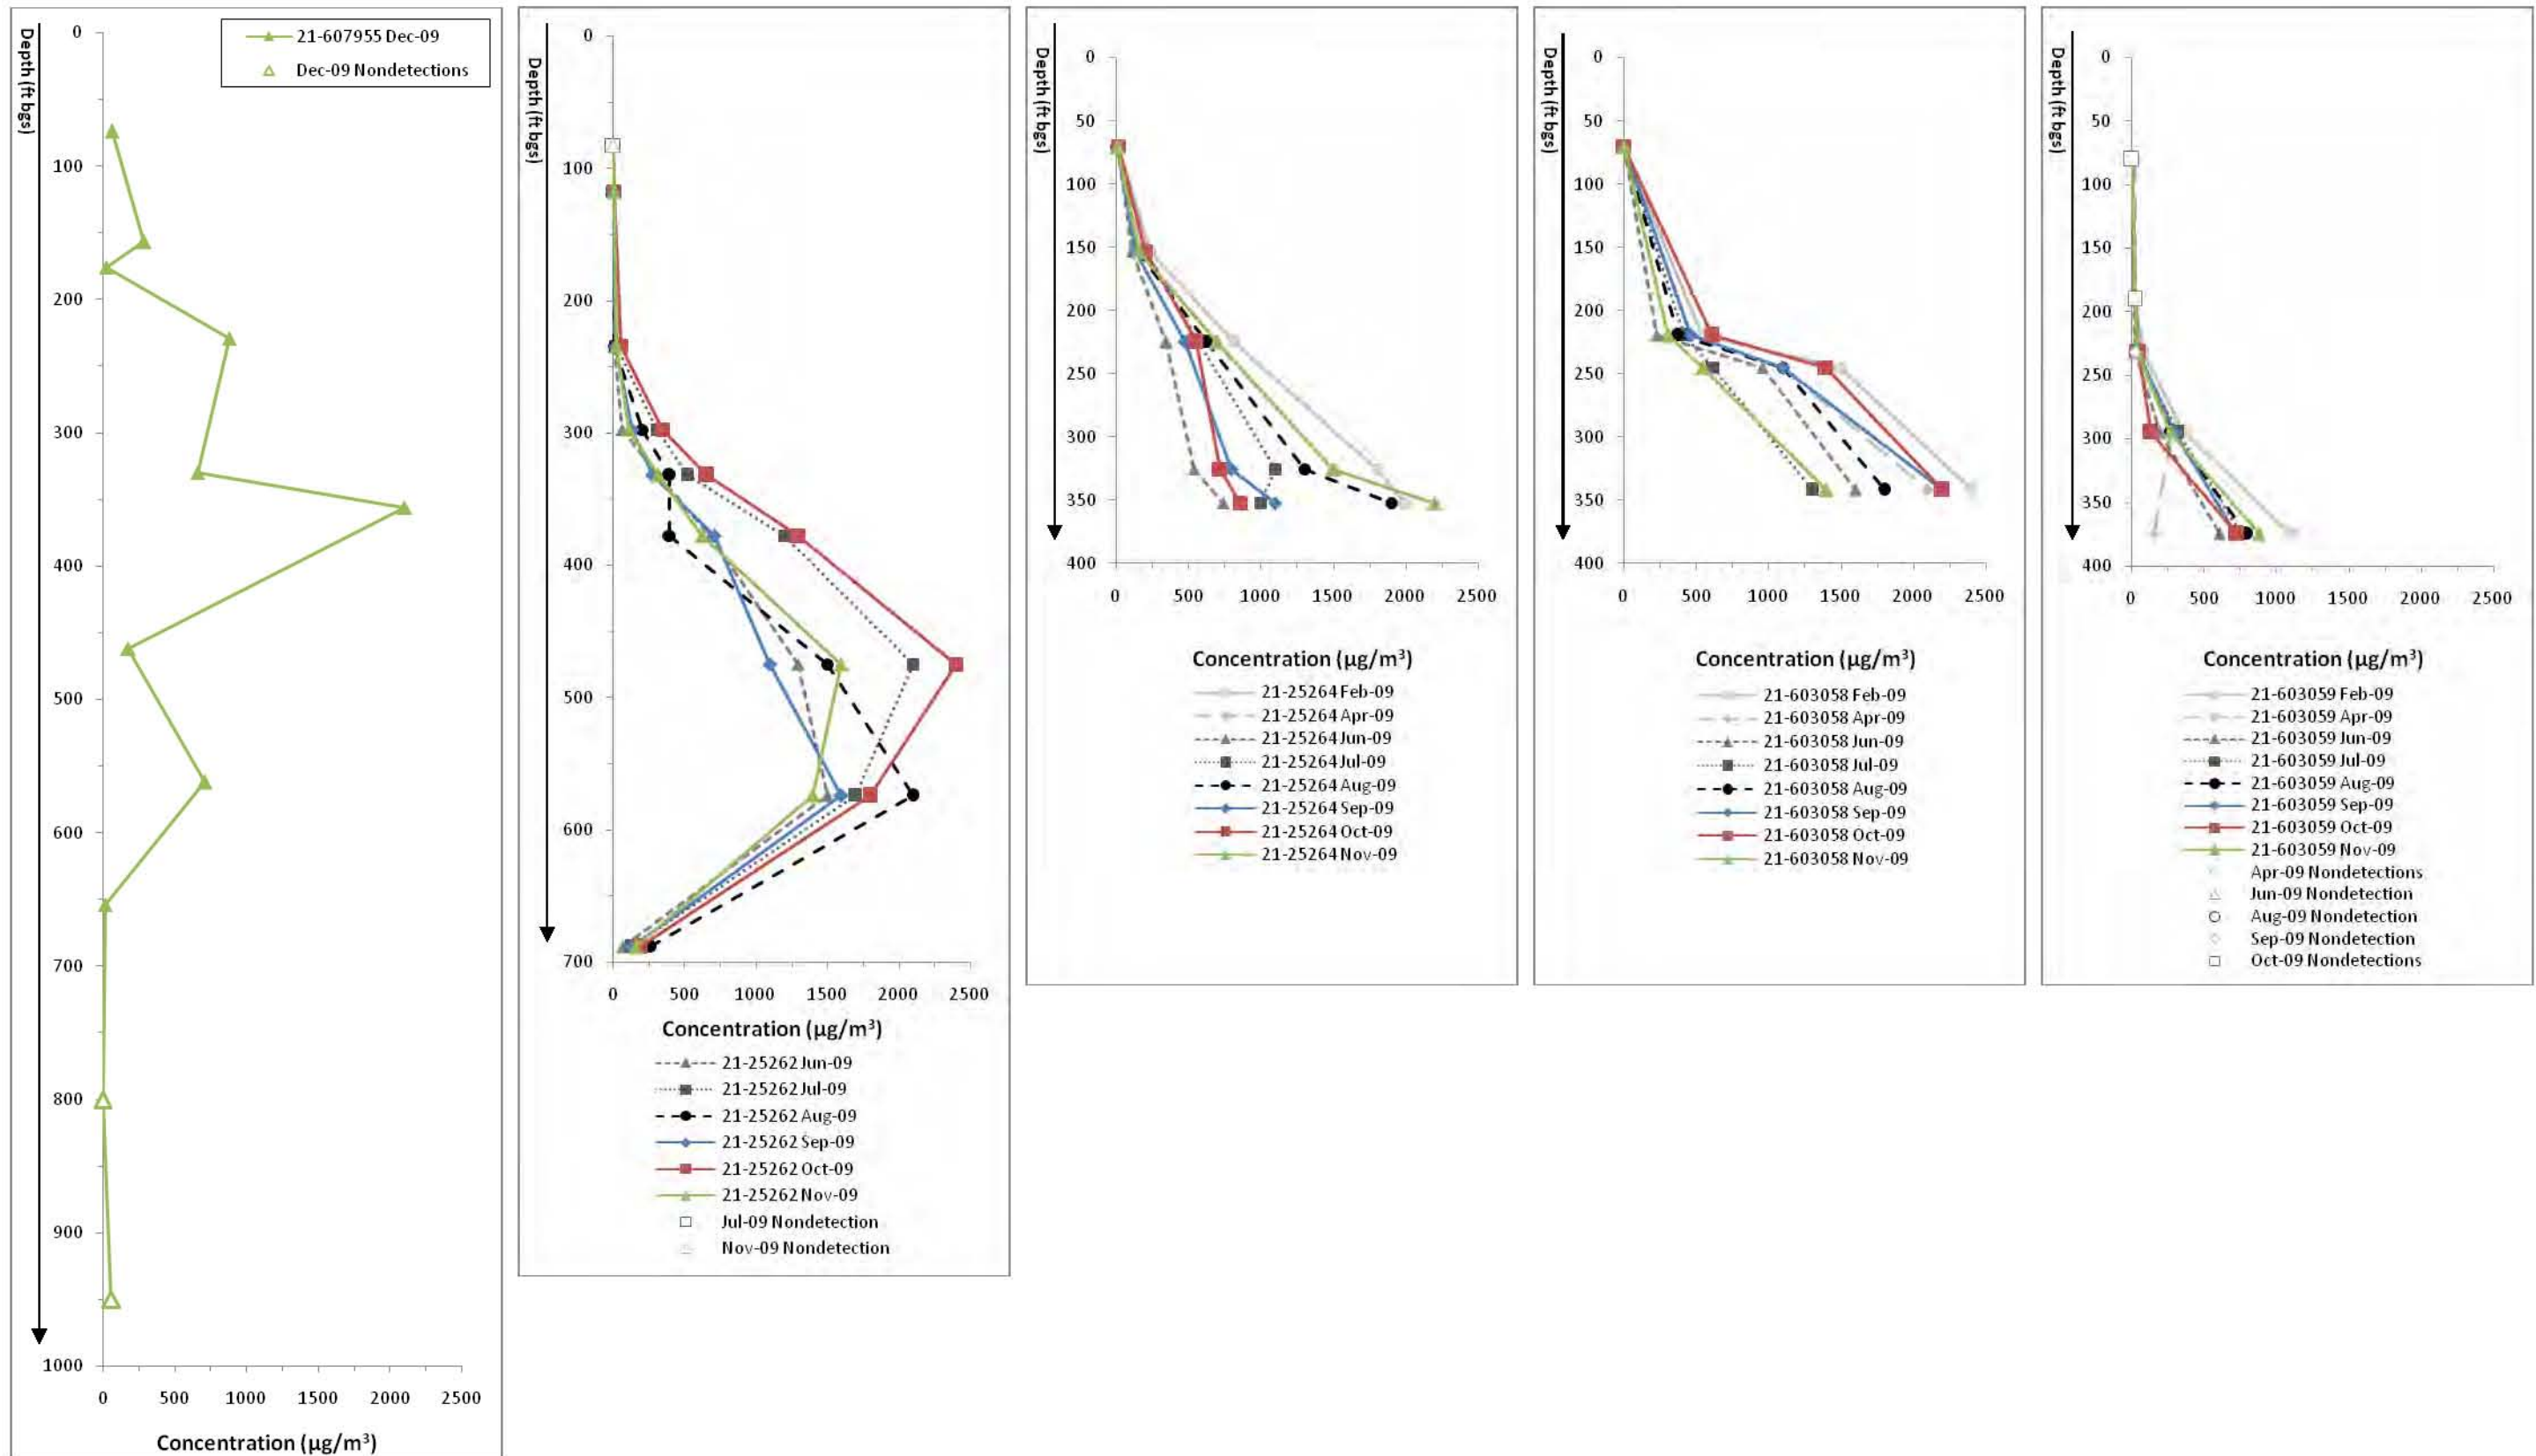 Depth (ft bgs)
0
100
200
300
400
500
600
700
800
900
1000
0 500 1000 1500 2000 2500
Concentration (µg/m³)
21-607955 Dec-09
Dec-09 Nondetections
Depth (ft bgs)
0
100
200
300
400
500
600
700
0 500 1000 1500 2000 2500
Concentration (µg/m³)
21-25262 Jun-09
21-25262 Jul-09
21-25262 Aug-09
21-25262 Sep-09
21-25262 Oct-09
21-25262 Nov-09
Jul-09 Nondetection
Nov-09 Nondetection
Depth (ft bgs)
0
50
100
150
200
250
300
350
400
0 500 1000 1500 2000 2500
Concentration (µg/m³)
21-25264 Feb-09
21-25264 Apr-09
21-25264 Jun-09
21-25264 Jul-09
21-25264 Aug-09
21-25264 Sep-09
21-25264 Oct-09
21-25264 Nov-09
Depth (ft bgs)
0
50
100
150
200
250
300
350
400
0 500 1000 1500 2000 2500
Concentration (µg/m³)
21-603058 Feb-09
21-603058 Apr-09
21-603058 Jun-09
21-603058 Jul-09
21-603058 Aug-09
21-603058 Sep-09
21-603058 Oct-09
21-603058 Nov-09
Depth (ft bgs)
0
50
100
150
200
250
300
350
400
0 500 1000 1500 2000 2500
Concentration (µg/m³)
21-603059 Feb-09
21-603059 Apr-09
21-603059 Jun-09
21-603059 Jul-09
21-603059 Aug-09
21-603059 Sep-09
21-603059 Oct-09
21-603059 Nov-09
Apr-09 Nondetections
Jun-09 Nondetection
Aug-09 Nondetection
Sep-09 Nondetection
Oct-09 Nondetections